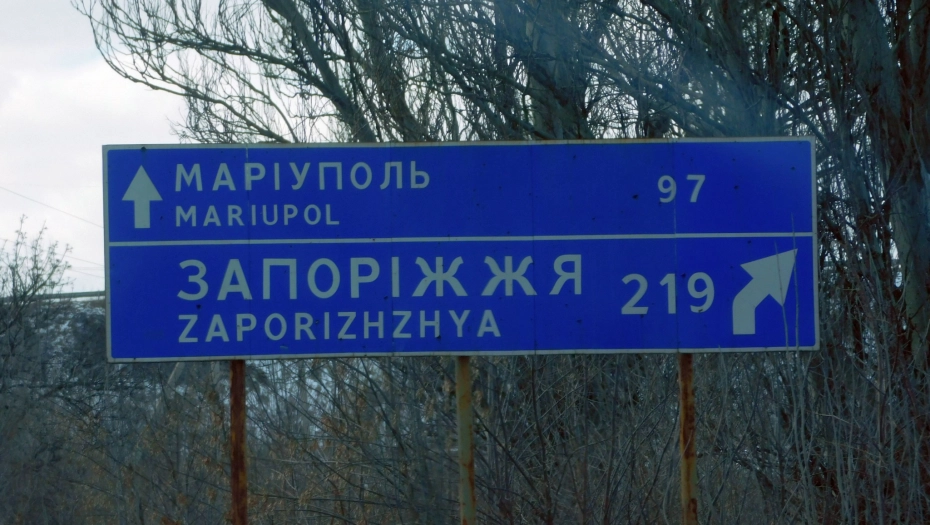 МАРІУПОЛЬ 97
MARIUPOL
ЗАПОРІЖЖЯ 219
ZAPORIZHZHYA